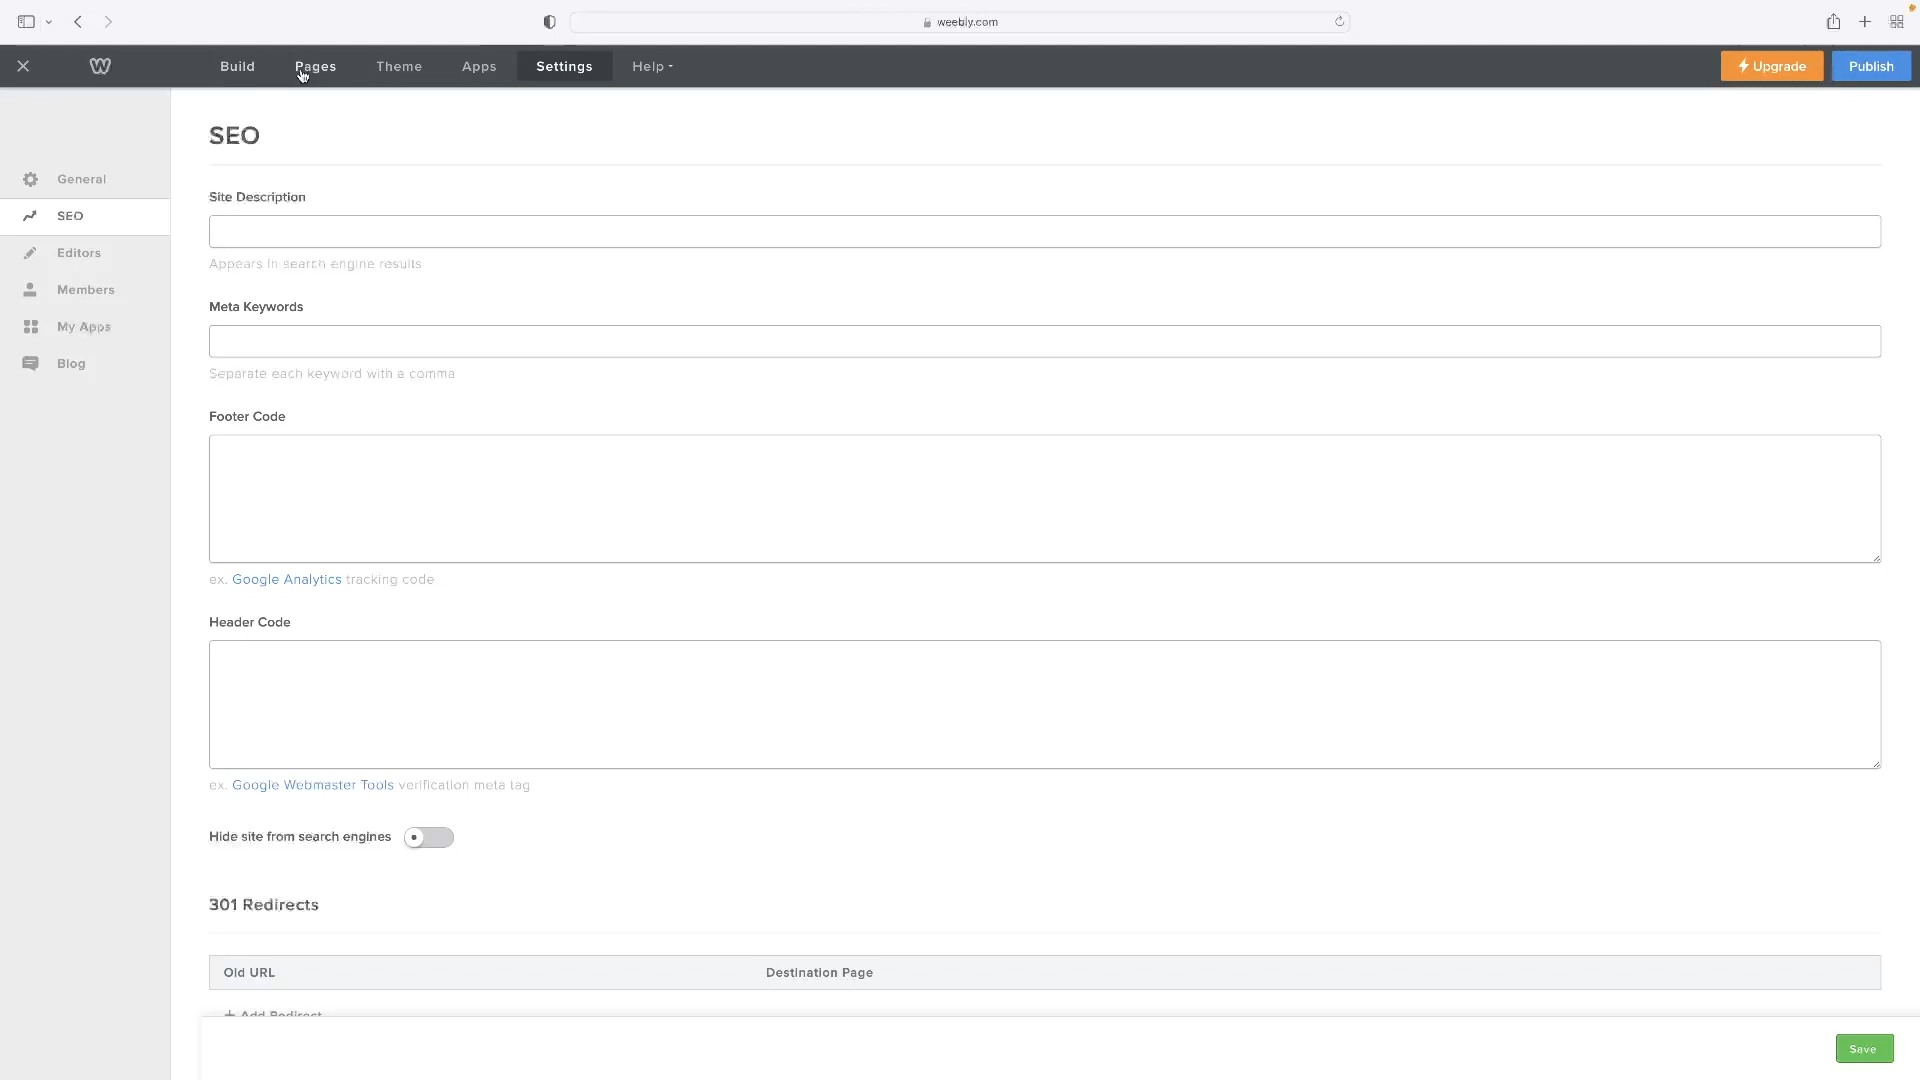 weebly.com
Build Pages Theme Apps Settings Help
Upgrade Publish
General
SEO
Editors
Members
My Apps
Blog
SEO
Site Description
Appears in search engine results
Meta Keywords
Separate each keyword with a comma
Footer Code
ex. Google Analytics tracking code
Header Code
ex. Google Webmaster Tools verification meta tag
Hide site from search engines
301 Redirects
Old URL Destination Page
+ Add Redirect
Save